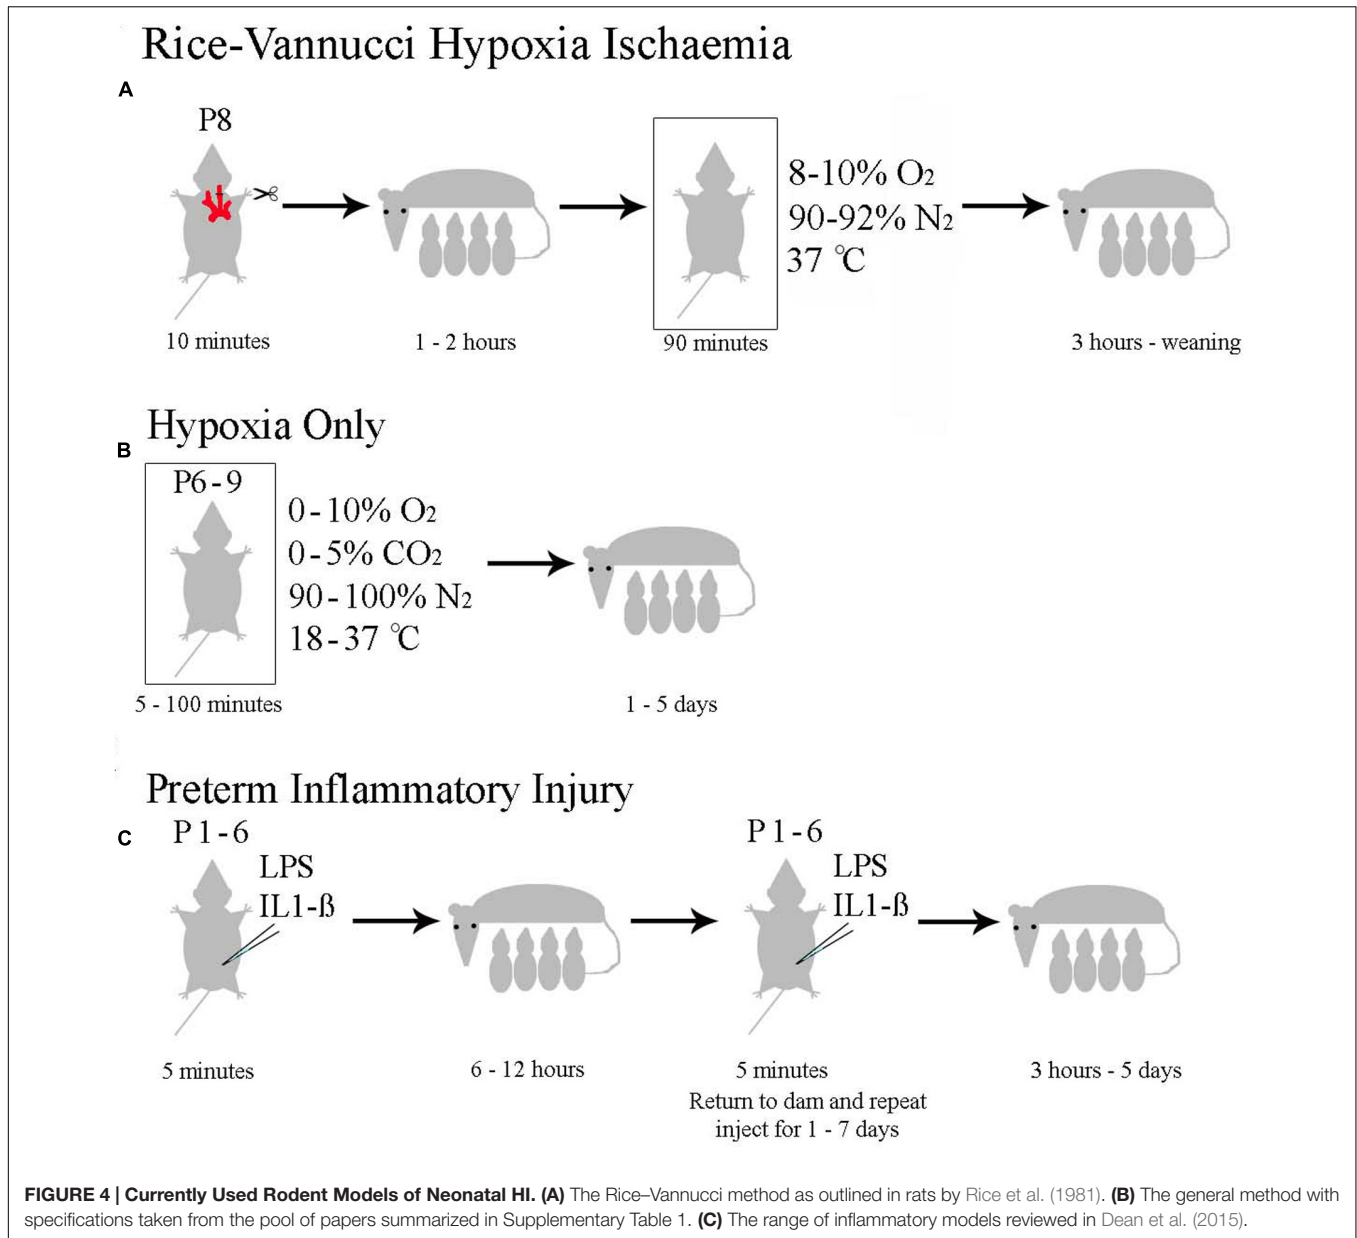 Rice-Vannucci Hypoxia Ischaemia
A
P8
8-10% O2
90-92% N2
37 ℃
10 minutes
1 - 2 hours
90 minutes
3 hours - weaning
Hypoxia Only
B
P6-9
0-10% O2
0-5% CO2
90-100% N2
18-37 ℃
5 - 100 minutes
1 - 5 days
Preterm Inflammatory Injury
C
P 1-6
LPS
IL1-ß
P 1-6
LPS
IL1-ß
5 minutes
6 - 12 hours
5 minutes
Return to dam and repeat
inject for 1 - 7 days
3 hours - 5 days
FIGURE 4 | Currently Used Rodent Models of Neonatal HI. (A) The Rice–Vannucci method as outlined in rats by Rice et al. (1981). (B) The general method with
specifications taken from the pool of papers summarized in Supplementary Table 1. (C) The range of inflammatory models reviewed in Dean et al. (2015).